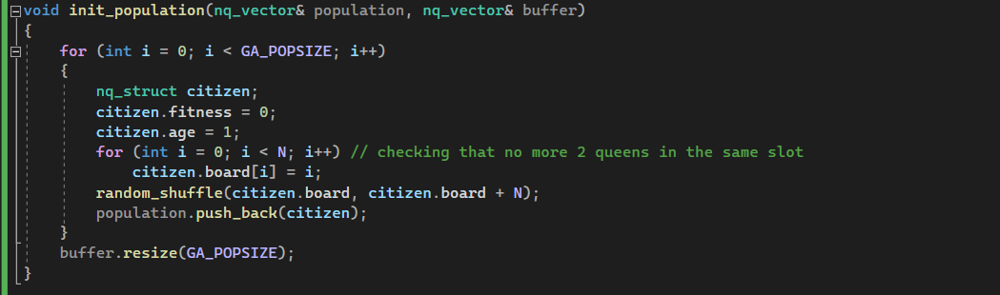 void init_population(nq_vector& population, nq_vector& buffer)
{
    for (int i = 0; i < GA_POPSIZE; i++)
    {
        nq_struct citizen;
        citizen.fitness = 0;
        citizen.age = 1;
        for (int i = 0; i < N; i++) // checking that no more 2 queens in the same slot
            citizen.board[i] = i;
        random_shuffle(citizen.board, citizen.board + N);
        population.push_back(citizen);
    }
    buffer.resize(GA_POPSIZE);
}